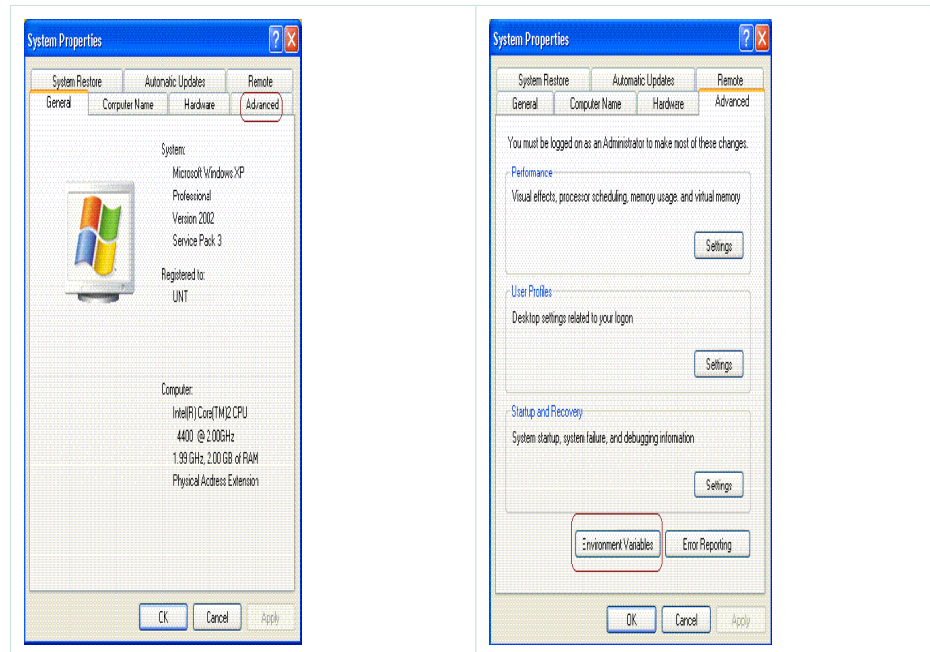 System Properties
System Restore Automatic Updates Remote
General Computer Name Hardware Advanced
System:
Microsoft Windows XP
Professional
Version 2002
Service Pack 3
Registered to:
UNT
Computer:
Intel(R) Core(TM)2 CPU
4400 @ 2.00GHz
1.99 GHz, 2.00 GB of RAM
Physical Address Extension
OK Cancel Apply
System Properties
System Restore Automatic Updates Remote
General Computer Name Hardware Advanced
You must be logged on as an Administrator to make most of these changes.
Performance
Visual effects, processor scheduling, memory usage, and virtual memory
Settings
User Profiles
Desktop settings related to your logon
Settings
Startup and Recovery
System startup, system failure, and debugging information
Settings
Environment Variables Error Reporting
OK Cancel Apply